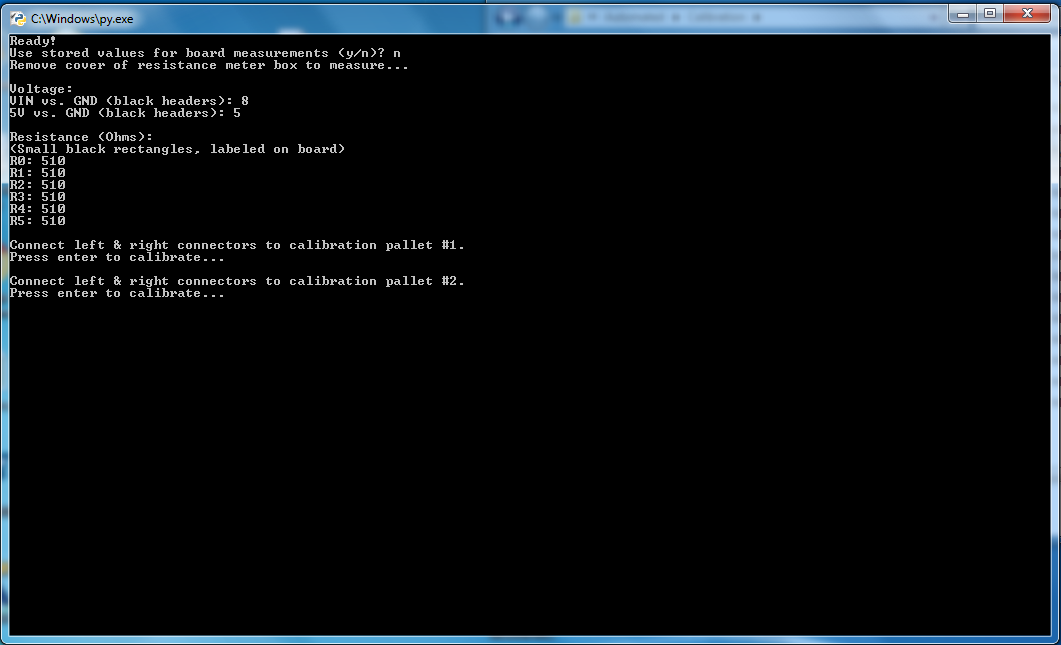 C:\Windows\py.exe
Ready!
Use stored values for board measurements (y/n)? n
Remove cover of resistance meter box to measure...
Voltage:
VIN vs. GND (black headers): 8
5V vs. GND (black headers): 5
Resistance (Ohms):
(Small black rectangles, labeled on board)
R0: 510
R1: 510
R2: 510
R3: 510
R4: 510
R5: 510
Connect left & right connectors to calibration pallet #1.
Press enter to calibrate...
Connect left & right connectors to calibration pallet #2.
Press enter to calibrate...